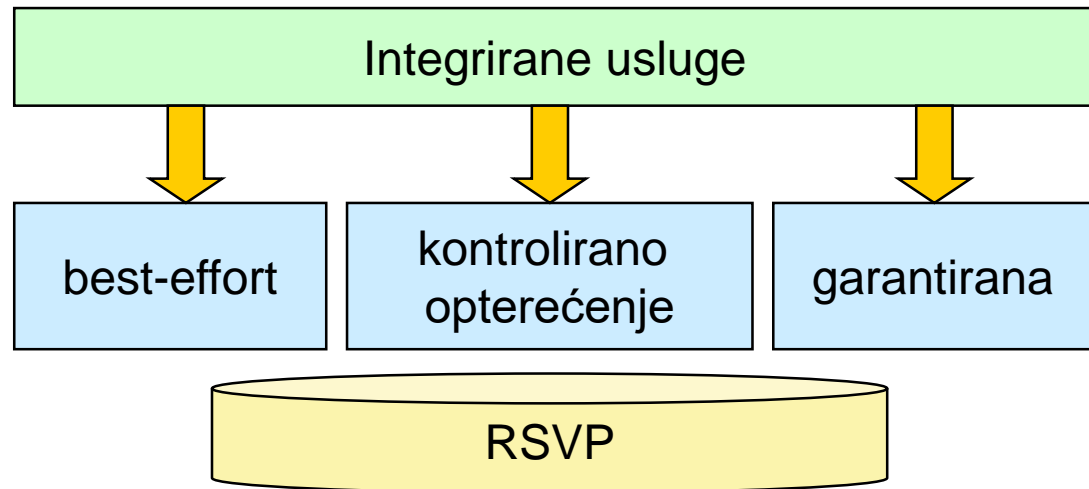 Integrirane usluge
best-effort
kontrolirano
opterećenje
garantirana
RSVP